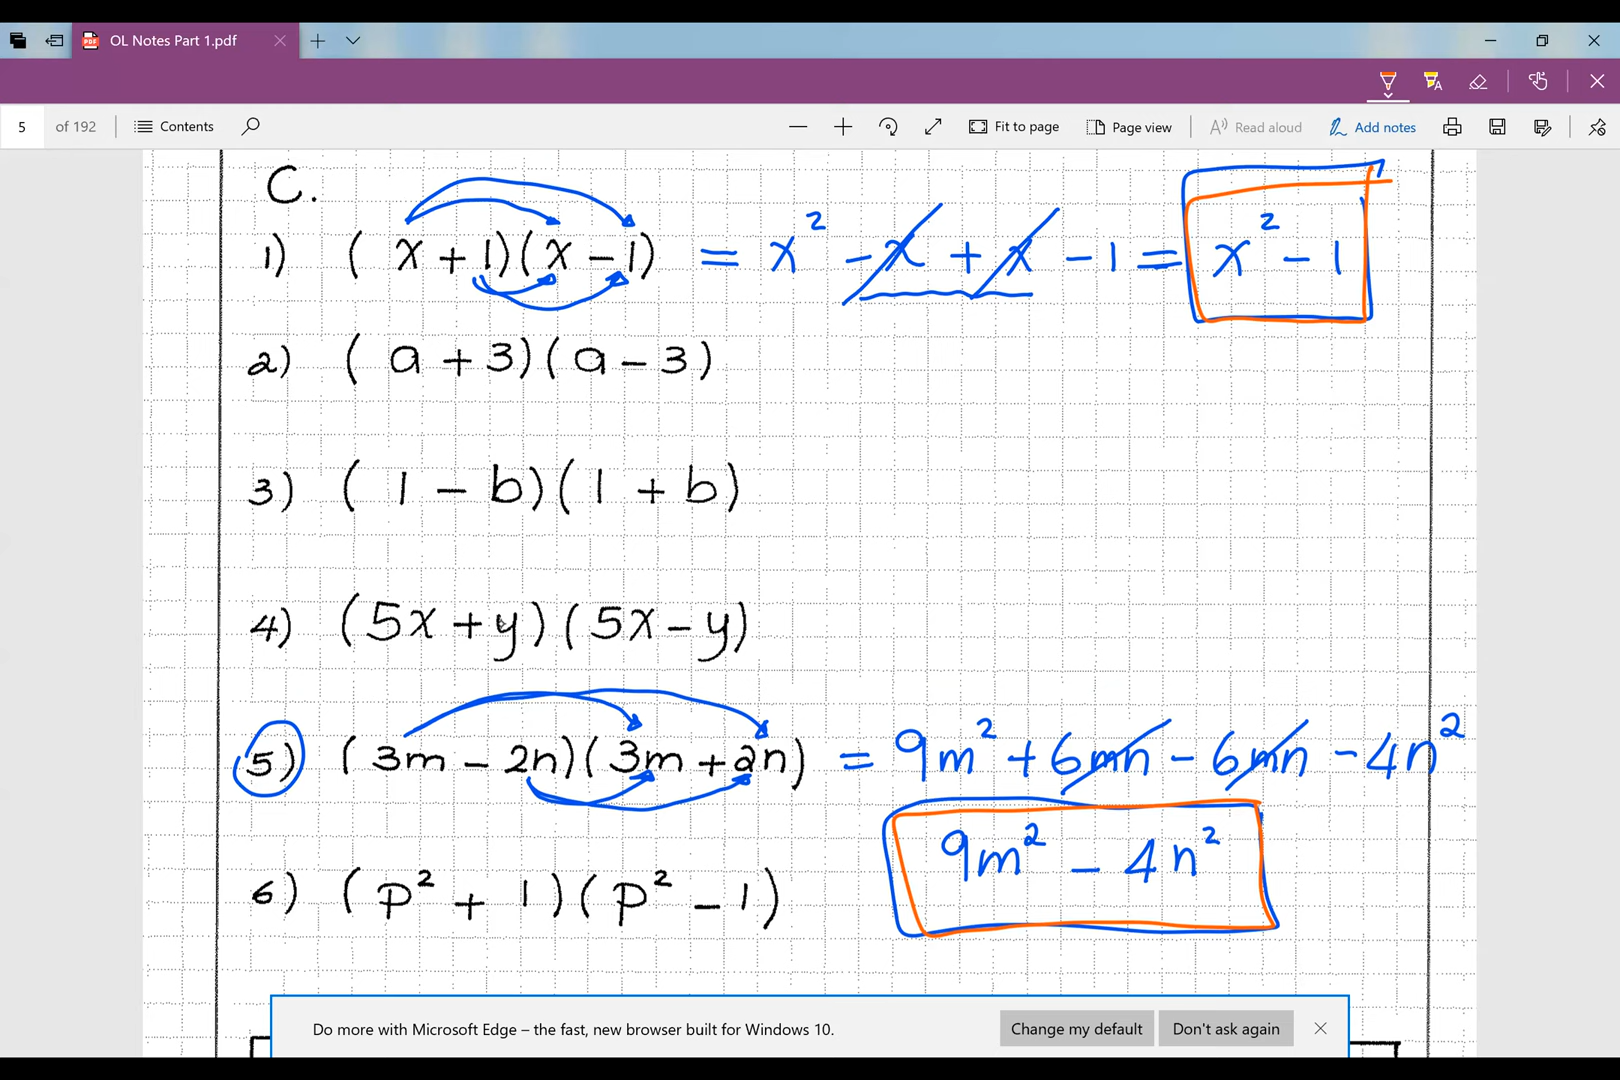 OL Notes Part 1.pdf
5 of 192 Contents Fit to page Page view Read aloud Add notes
C.
1) (x + 1)(x - 1) = x² - x + x - 1 = x² - 1
2) (a + 3)(a - 3)
3) (1 - b)(1 + b)
4) (5x + y)(5x - y)
5) (3m - 2n)(3m + 2n) = 9m² + 6mn - 6mn - 4n²
9m² - 4n²
6) (p² + 1)(p² - 1)
Do more with Microsoft Edge – the fast, new browser built for Windows 10. Change my default Don't ask again